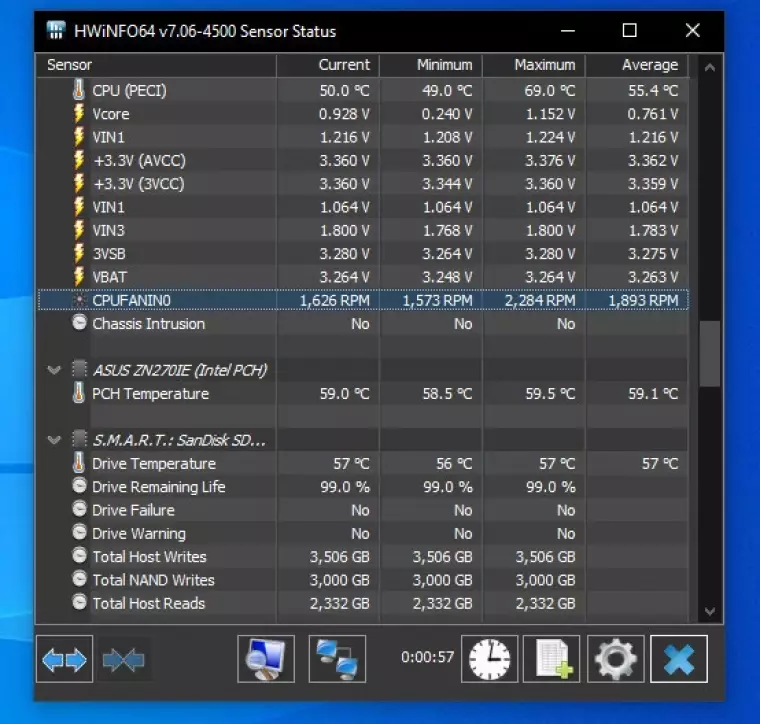 HWiNFO64 v7.06-4500 Sensor Status
Sensor Current Minimum Maximum Average
CPU (PECI) 50.0 °C 49.0 °C 69.0 °C 55.4 °C
Vcore 0.928 V 0.240 V 1.152 V 0.761 V
VIN1 1.216 V 1.208 V 1.224 V 1.216 V
+3.3V (AVCC) 3.360 V 3.360 V 3.376 V 3.362 V
+3.3V (3VCC) 3.360 V 3.344 V 3.360 V 3.359 V
VIN1 1.064 V 1.064 V 1.064 V 1.064 V
VIN3 1.800 V 1.768 V 1.800 V 1.783 V
3VSB 3.280 V 3.264 V 3.280 V 3.275 V
VBAT 3.264 V 3.248 V 3.264 V 3.263 V
CPUFANIN0 1,626 RPM 1,573 RPM 2,284 RPM 1,893 RPM
Chassis Intrusion No No No
ASUS ZN270IE (Intel PCH)
PCH Temperature 59.0 °C 58.5 °C 59.5 °C 59.1 °C
S.M.A.R.T.: SanDisk SD...
Drive Temperature 57 °C 56 °C 57 °C 57 °C
Drive Remaining Life 99.0 % 99.0 % 99.0 %
Drive Failure No No No
Drive Warning No No No
Total Host Writes 3,506 GB 3,506 GB 3,506 GB
Total NAND Writes 3,000 GB 3,000 GB 3,000 GB
Total Host Reads 2,332 GB 2,332 GB 2,332 GB
0:00:57